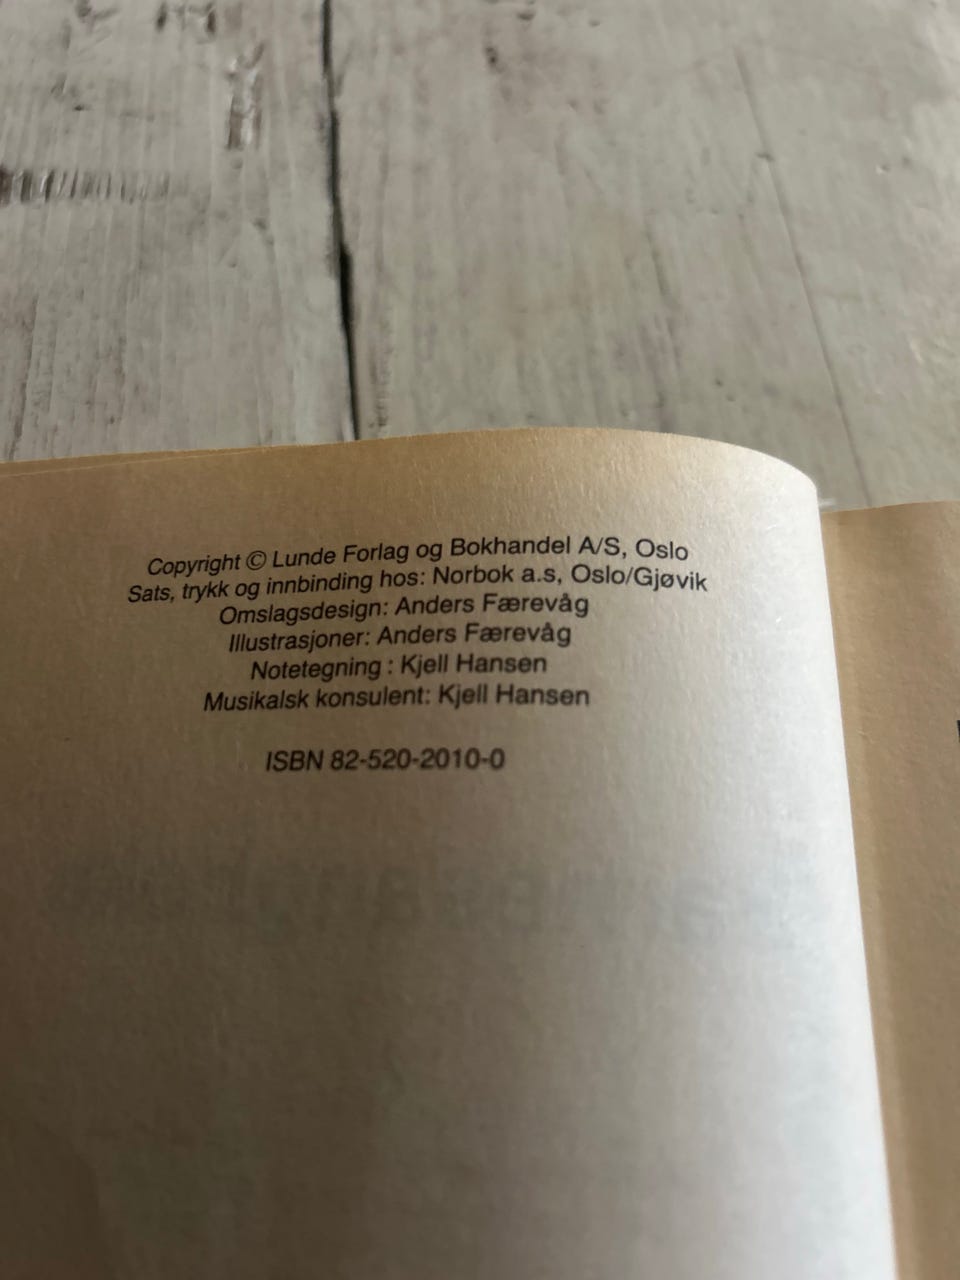 Copyright © Lunde Forlag og Bokhandel A/S, Oslo
Sats, trykk og innbinding hos: Norbok a.s, Oslo/Gjøvik
Omslagsdesign: Anders Færevåg
Illustrasjoner: Anders Færevåg
Notetegning : Kjell Hansen
Musikalsk konsulent: Kjell Hansen
ISBN 82-520-2010-0